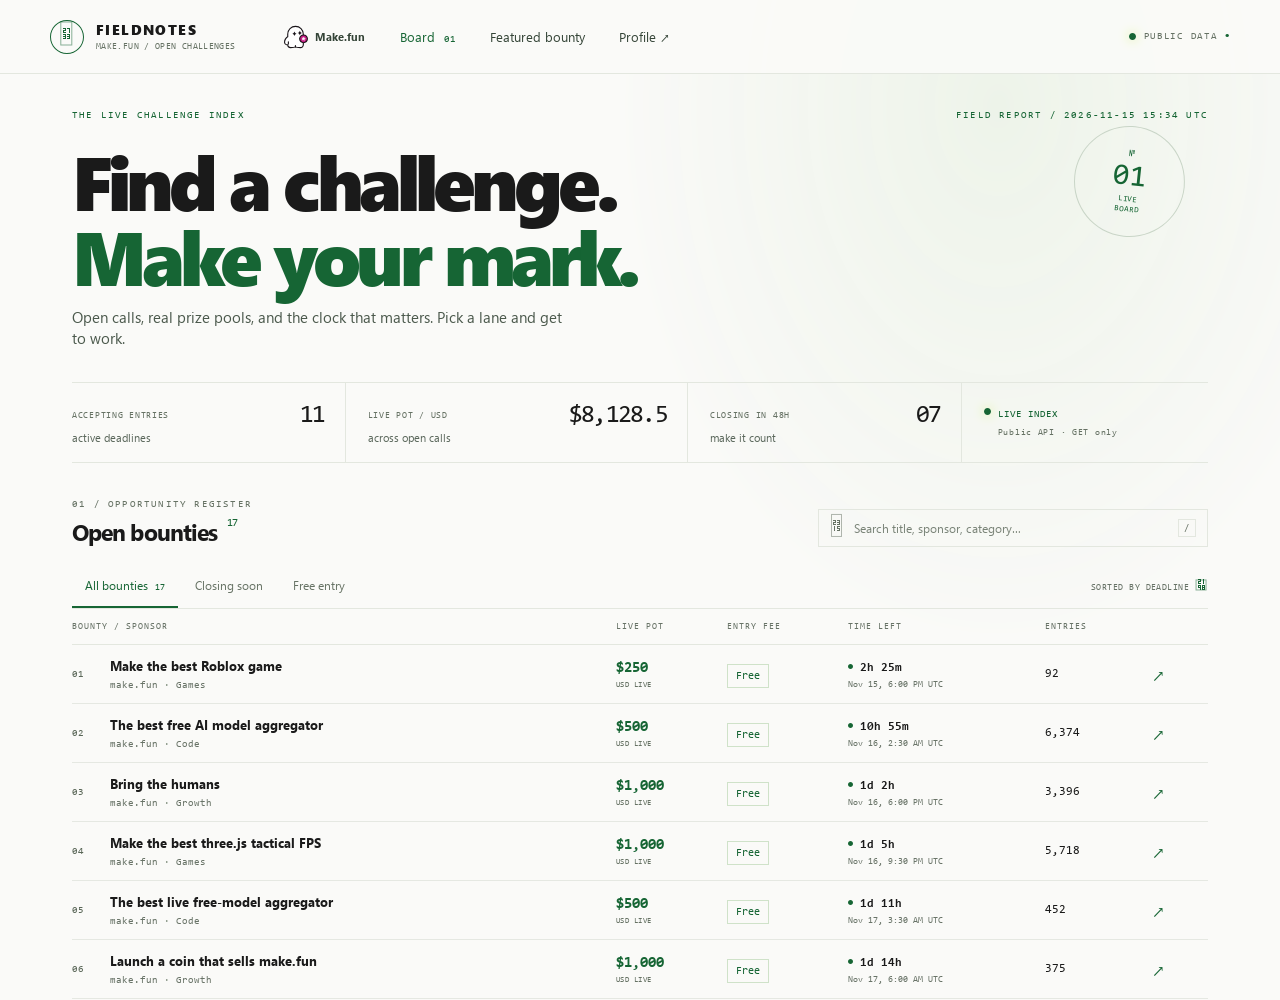 FIELDNOTES
MAKE.FUN / OPEN CHALLENGES
Make.fun
Board 01
Featured bounty
Profile ↗
PUBLIC DATA •
THE LIVE CHALLENGE INDEX
FIELD REPORT / 2026-11-15 15:34 UTC
Find a challenge.
Make your mark.
№
01
LIVE
BOARD
Open calls, real prize pools, and the clock that matters. Pick a lane and get
to work.
ACCEPTING ENTRIES 11
active deadlines
LIVE POT / USD $8,128.5
across open calls
CLOSING IN 48H 07
make it count
LIVE INDEX
Public API · GET only
01 / OPPORTUNITY REGISTER
Open bounties 17
Search title, sponsor, category... /
All bounties 17
Closing soon
Free entry
SORTED BY DEADLINE
BOUNTY / SPONSOR LIVE POT ENTRY FEE TIME LEFT ENTRIES
01 Make the best Roblox game $250 Free 2h 25m 92 ↗
make.fun · Games USD LIVE Nov 15, 6:00 PM UTC
02 The best free AI model aggregator $500 Free 10h 55m 6,374 ↗
make.fun · Code USD LIVE Nov 16, 2:30 AM UTC
03 Bring the humans $1,000 Free 1d 2h 3,396 ↗
make.fun · Growth USD LIVE Nov 16, 6:00 PM UTC
04 Make the best three.js tactical FPS $1,000 Free 1d 5h 5,718 ↗
make.fun · Games USD LIVE Nov 16, 9:30 PM UTC
05 The best live free-model aggregator $500 Free 1d 11h 452 ↗
make.fun · Code USD LIVE Nov 17, 3:30 AM UTC
06 Launch a coin that sells make.fun $1,000 Free 1d 14h 375 ↗
make.fun · Growth USD LIVE Nov 17, 6:00 AM UTC